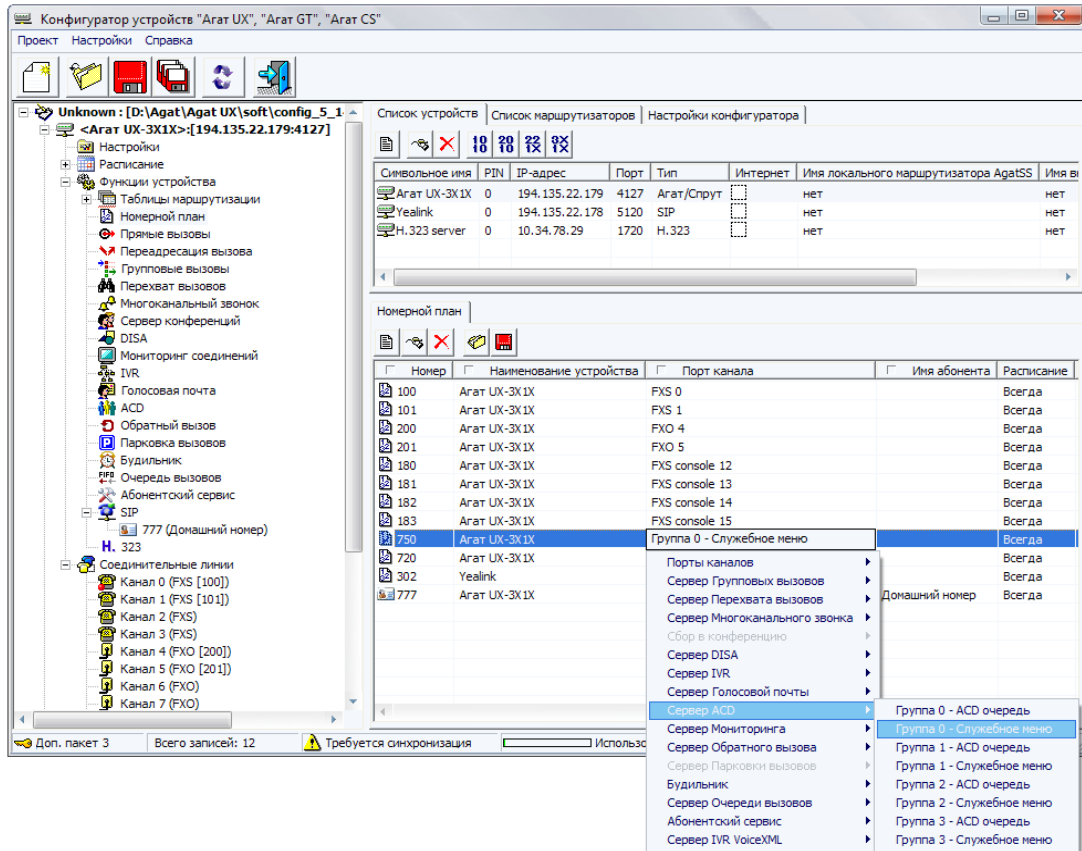 Конфигуратор устройств "Агат UX", "Агат GT", "Агат CS"
Проект Настройки Справка
Unknown : [D:\Agat\Agat UX\soft\config_5_1
<Агат UX-3X1X>:[194.135.22.179:4127]
Настройки
Расписание
Функции устройства
Таблицы маршрутизации
Номерной план
Прямые вызовы
Переадресация вызова
Групповые вызовы
Перехват вызовов
Многоканальный звонок
Сервер конференций
DISA
Мониторинг соединений
IVR
Голосовая почта
ACD
Обратный вызов
Парковка вызовов
Будильник
FIFO Очередь вызовов
Абонентский сервис
SIP
777 (Домашний номер)
H. 323
Соединительные линии
Канал 0 (FXS [100])
Канал 1 (FXS [101])
Канал 2 (FXS)
Канал 3 (FXS)
Канал 4 (FXO [200])
Канал 5 (FXO [201])
Канал 6 (FXO)
Канал 7 (FXO)
Список устройств Список маршрутизаторов Настройки конфигуратора
Символьное имя PIN IP-адрес Порт Тип Интернет Имя локального маршрутизатора AgatSS Имя
Агат UX-3X1X 0 194.135.22.179 4127 Агат/Спрут нет нет
Yealink 0 194.135.22.178 5120 SIP нет нет
H.323 server 0 10.34.78.29 1720 H.323 нет нет
Номерной план
Номер Наименование устройства Порт канала Имя абонента Расписание
100 Агат UX-3X1X FXS 0 Всегда
101 Агат UX-3X1X FXS 1 Всегда
200 Агат UX-3X1X FXO 4 Всегда
201 Агат UX-3X1X FXO 5 Всегда
180 Агат UX-3X1X FXS console 12 Всегда
181 Агат UX-3X1X FXS console 13 Всегда
182 Агат UX-3X1X FXS console 14 Всегда
183 Агат UX-3X1X FXS console 15 Всегда
750 Агат UX-3X1X Группа 0 - Служебное меню Всегда
720 Агат UX-3X1X Всегда
302 Yealink Всегда
777 Агат UX-3X1X Домашний номер Всегда
Порты каналов
Сервер Групповых вызовов
Сервер Перехвата вызовов
Сервер Многоканального звонка
Сбор в конференцию
Сервер DISA
Сервер IVR
Сервер Голосовой почты
Сервер ACD
Сервер Мониторинга
Сервер Обратного вызова
Сервер Парковки вызовов
Будильник
Сервер Очереди вызовов
Абонентский сервис
Сервер IVR VoiceXML
Группа 0 - ACD очередь
Группа 0 - Служебное меню
Группа 1 - ACD очередь
Группа 1 - Служебное меню
Группа 2 - ACD очередь
Группа 2 - Служебное меню
Группа 3 - ACD очередь
Группа 3 - Служебное меню
Доп. пакет 3 Всего записей: 12 Требуется синхронизация Использо